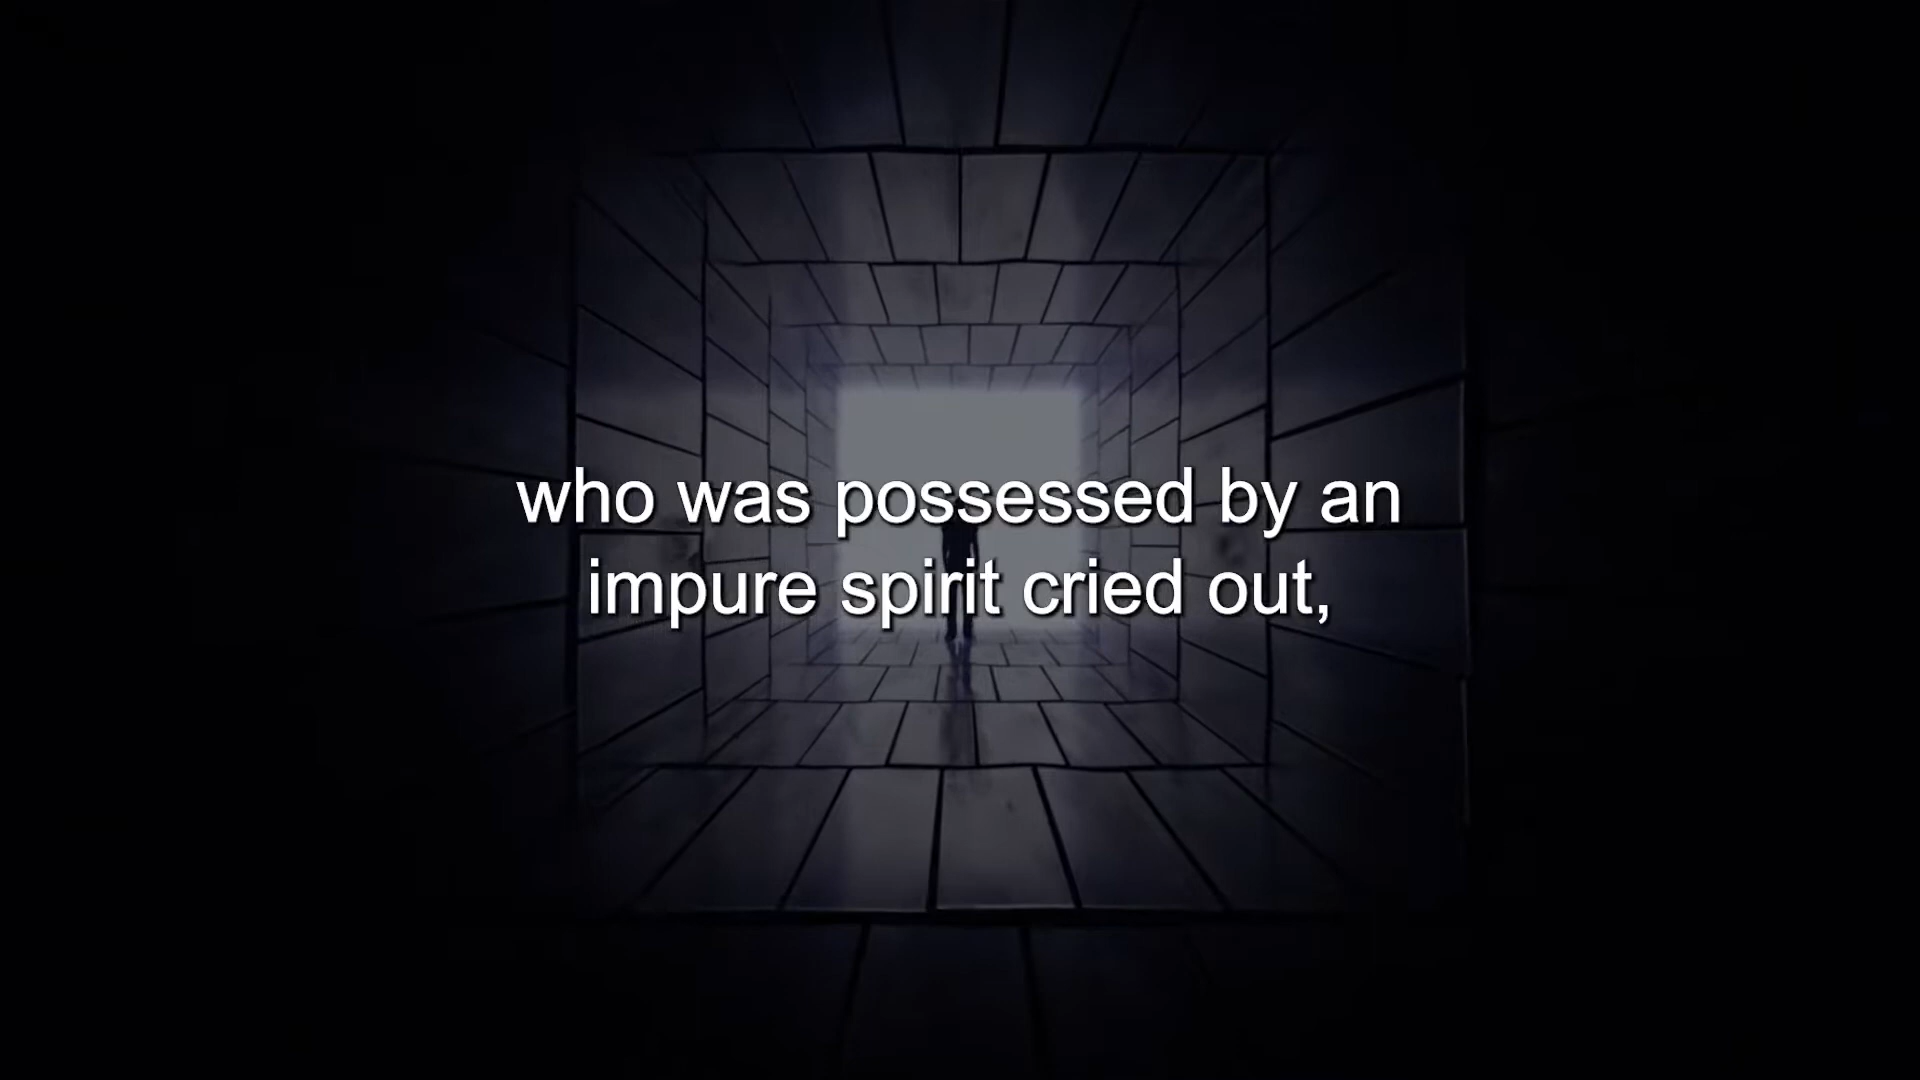 who was possessed by an
impure spirit cried out,